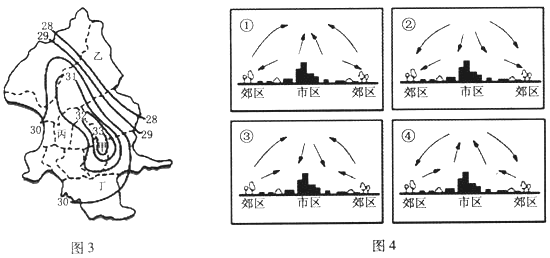 28
29
乙
31
32
33
甲
丙
30
28
29
丁
30
图3
①
郊区 市区 郊区
②
郊区 市区 郊区
③
郊区 市区 郊区
④
郊区 市区 郊区
图4